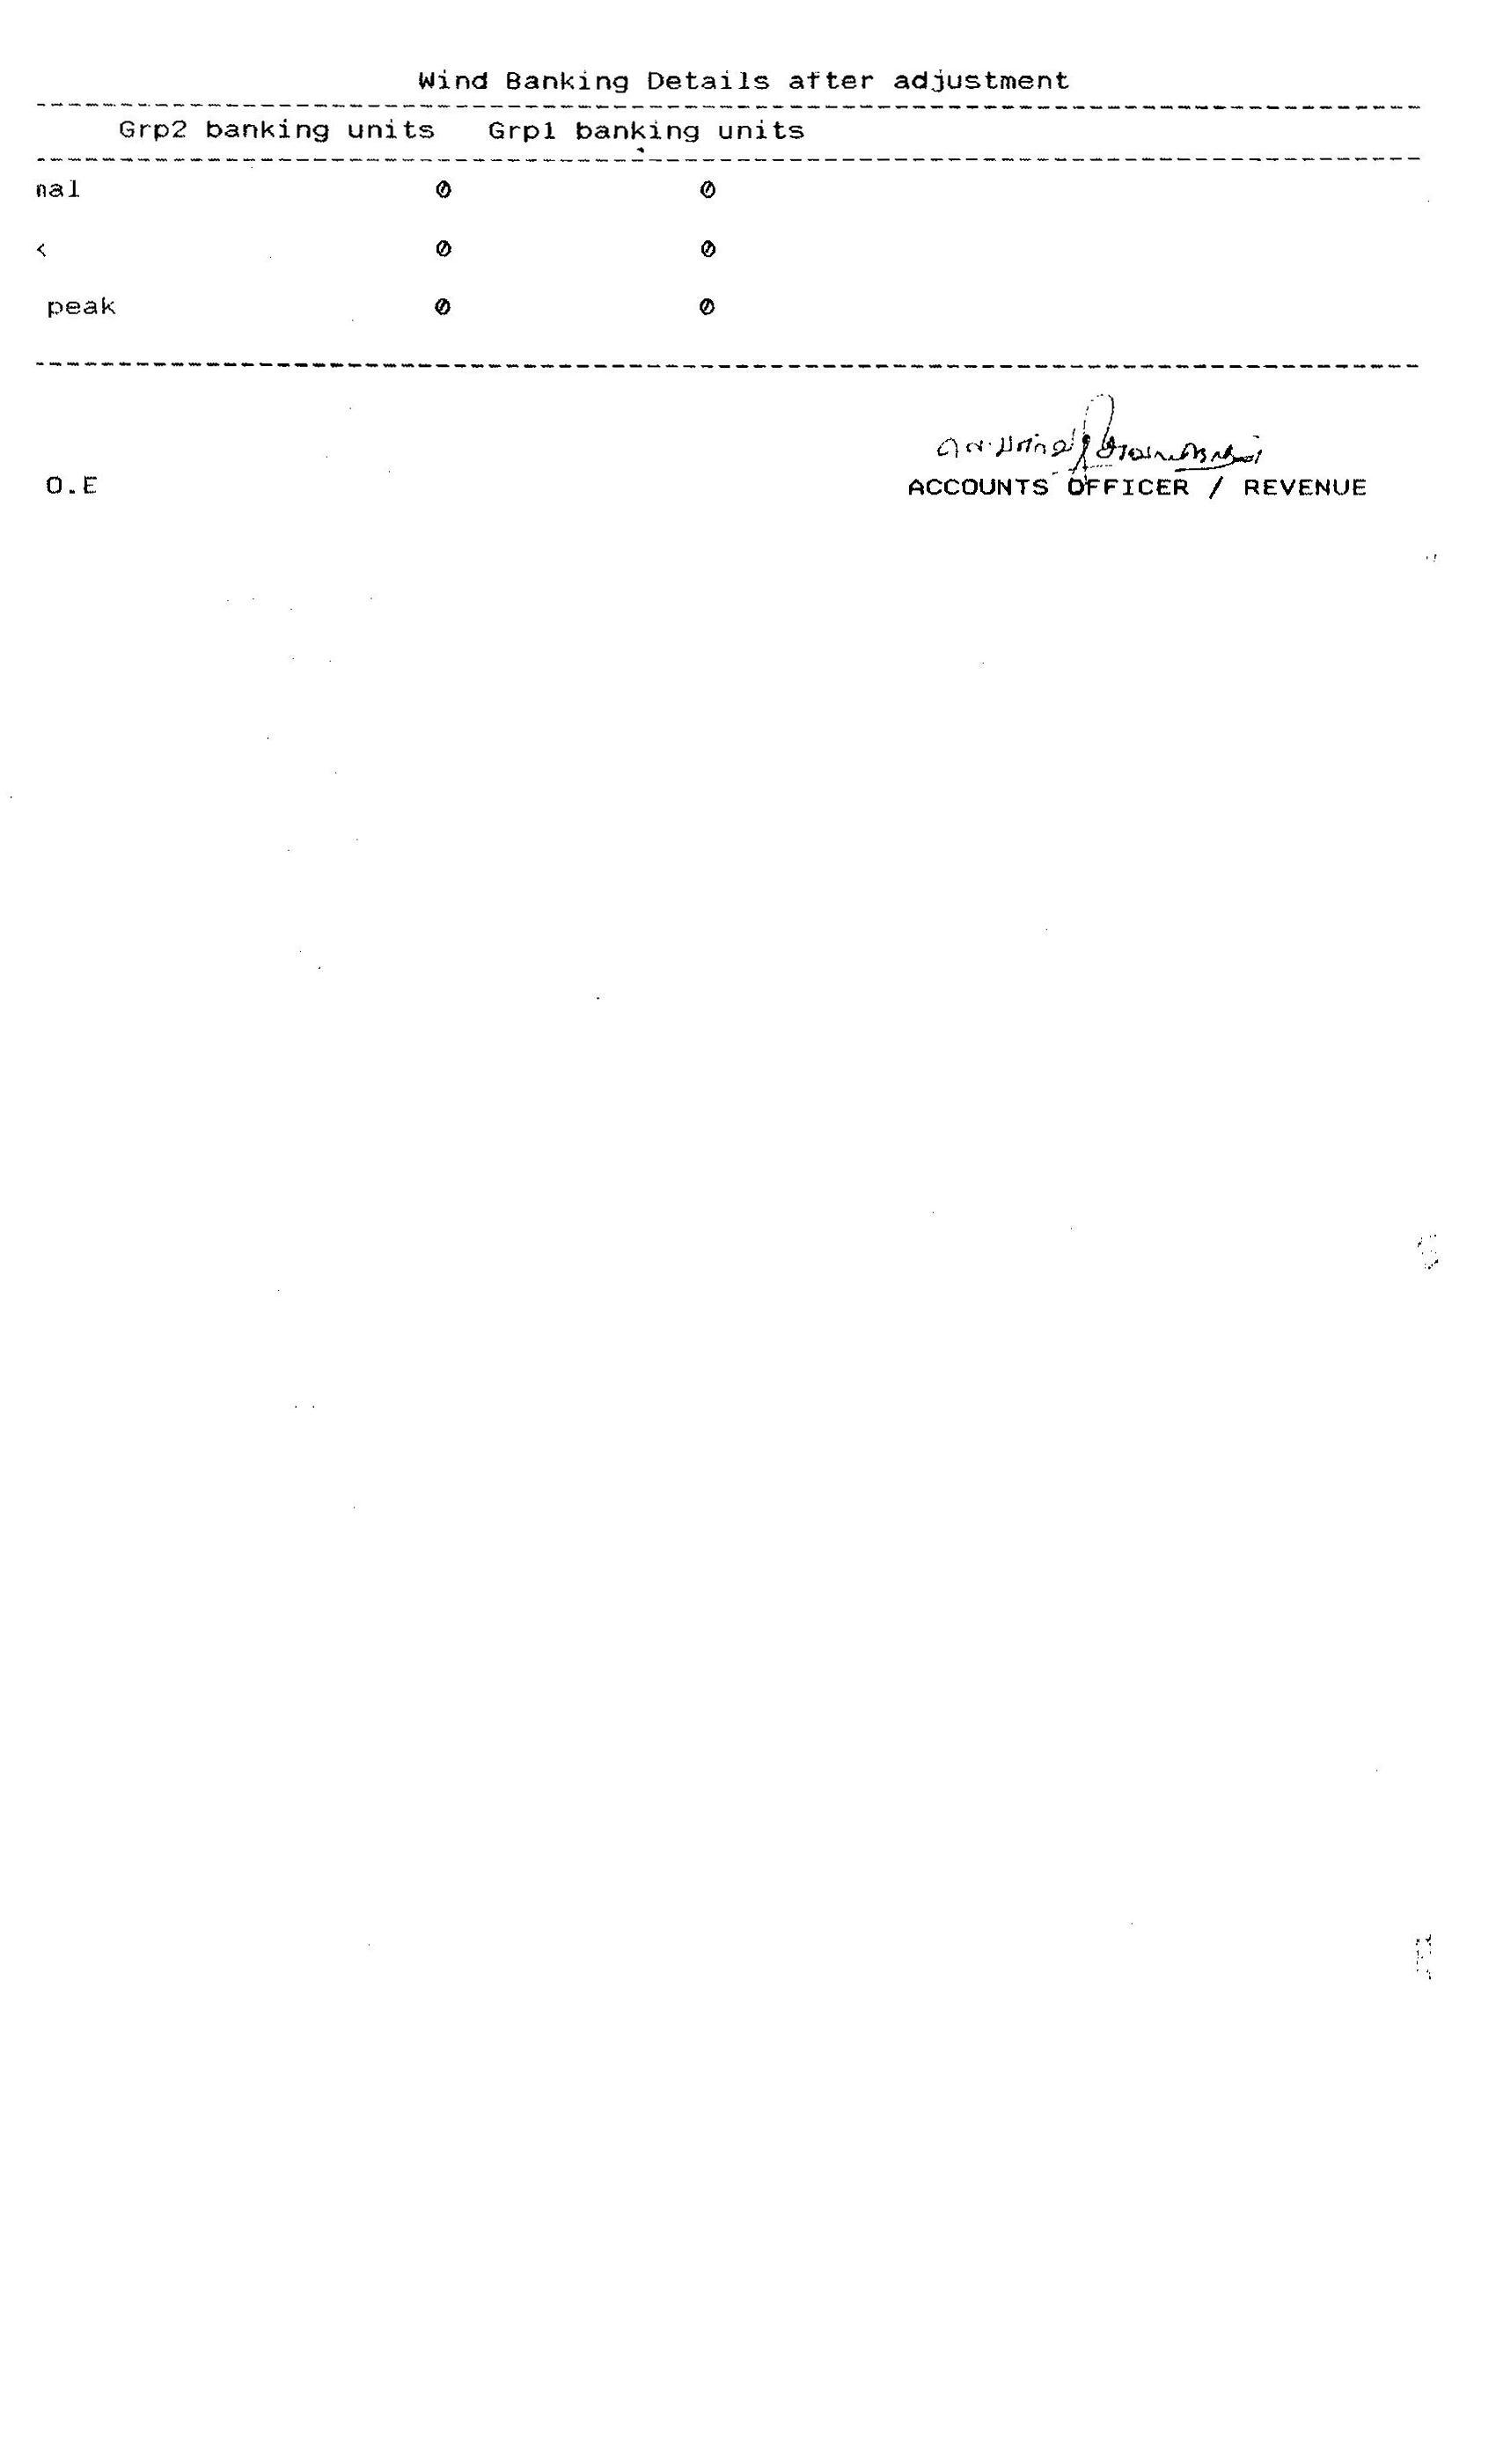 Wind Banking Details after adjustment
Grp2 banking units Grp1 banking units
nal 0 0
< 0 0
peak 0 0
O.E
ACCOUNTS OFFICER / REVENUE